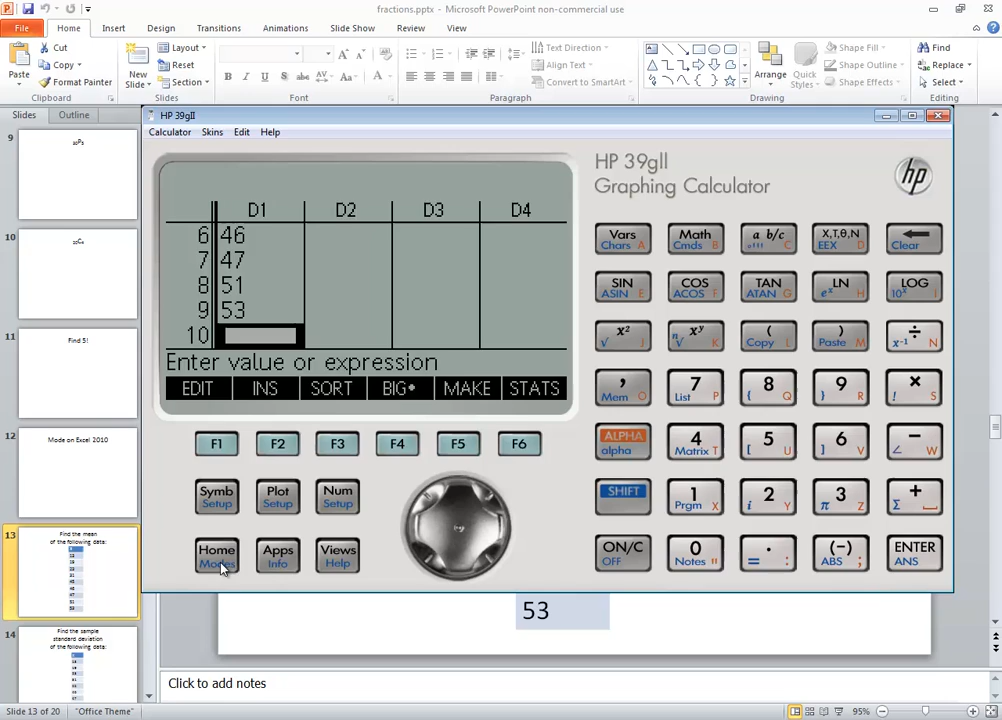 fractions.pptx - Microsoft PowerPoint non-commercial use
File Home Insert Design Transitions Animations Slide Show Review View
Cut
Copy
Format Painter
Paste
Clipboard
New
Slide
Layout
Reset
Section
Slides
Font
Paragraph
Text Direction
Align Text
Convert to SmartArt
Arrange
Quick
Styles
Shape Fill
Shape Outline
Shape Effects
Drawing
Find
Replace
Select
Editing
Slides Outline
9
10
11
Find 5!
12
Mode on Excel 2010
13
Find the mean
of the following data:
14
Find the sample
standard deviation
of the following data:
HP 39gII
Calculator Skins Edit Help
HP 39gII
Graphing Calculator
hp
D1 D2 D3 D4
6 46
7 47
8 51
9 53
10
Enter value or expression
EDIT INS SORT BIG• MAKE STATS
F1 F2 F3 F4 F5 F6
Symb Plot Num
Setup Setup Setup
Home Apps Views
Modes Info Help
Vars Math a b/c X,T,θ,N
Chars A Cmds B C EEX D Clear
SIN COS TAN LN LOG
ASIN E ACOS F ATAN G eˣ H 10ˣ I
x² xʸ ( ) ÷
√ J ⁿ√ K Copy L Paste M x⁻¹ N
, 7 8 9 ×
Mem O List P { Q } R ! S
ALPHA 4 5 6 −
alpha Matrix T [ U ] V ∠ W
SHIFT 1 2 3 +
Prgm X i Y π Z Σ
ON/C 0 . (−) ENTER
OFF Notes " = : ABS ; ANS
53
Click to add notes
Slide 13 of 20 "Office Theme" 95%